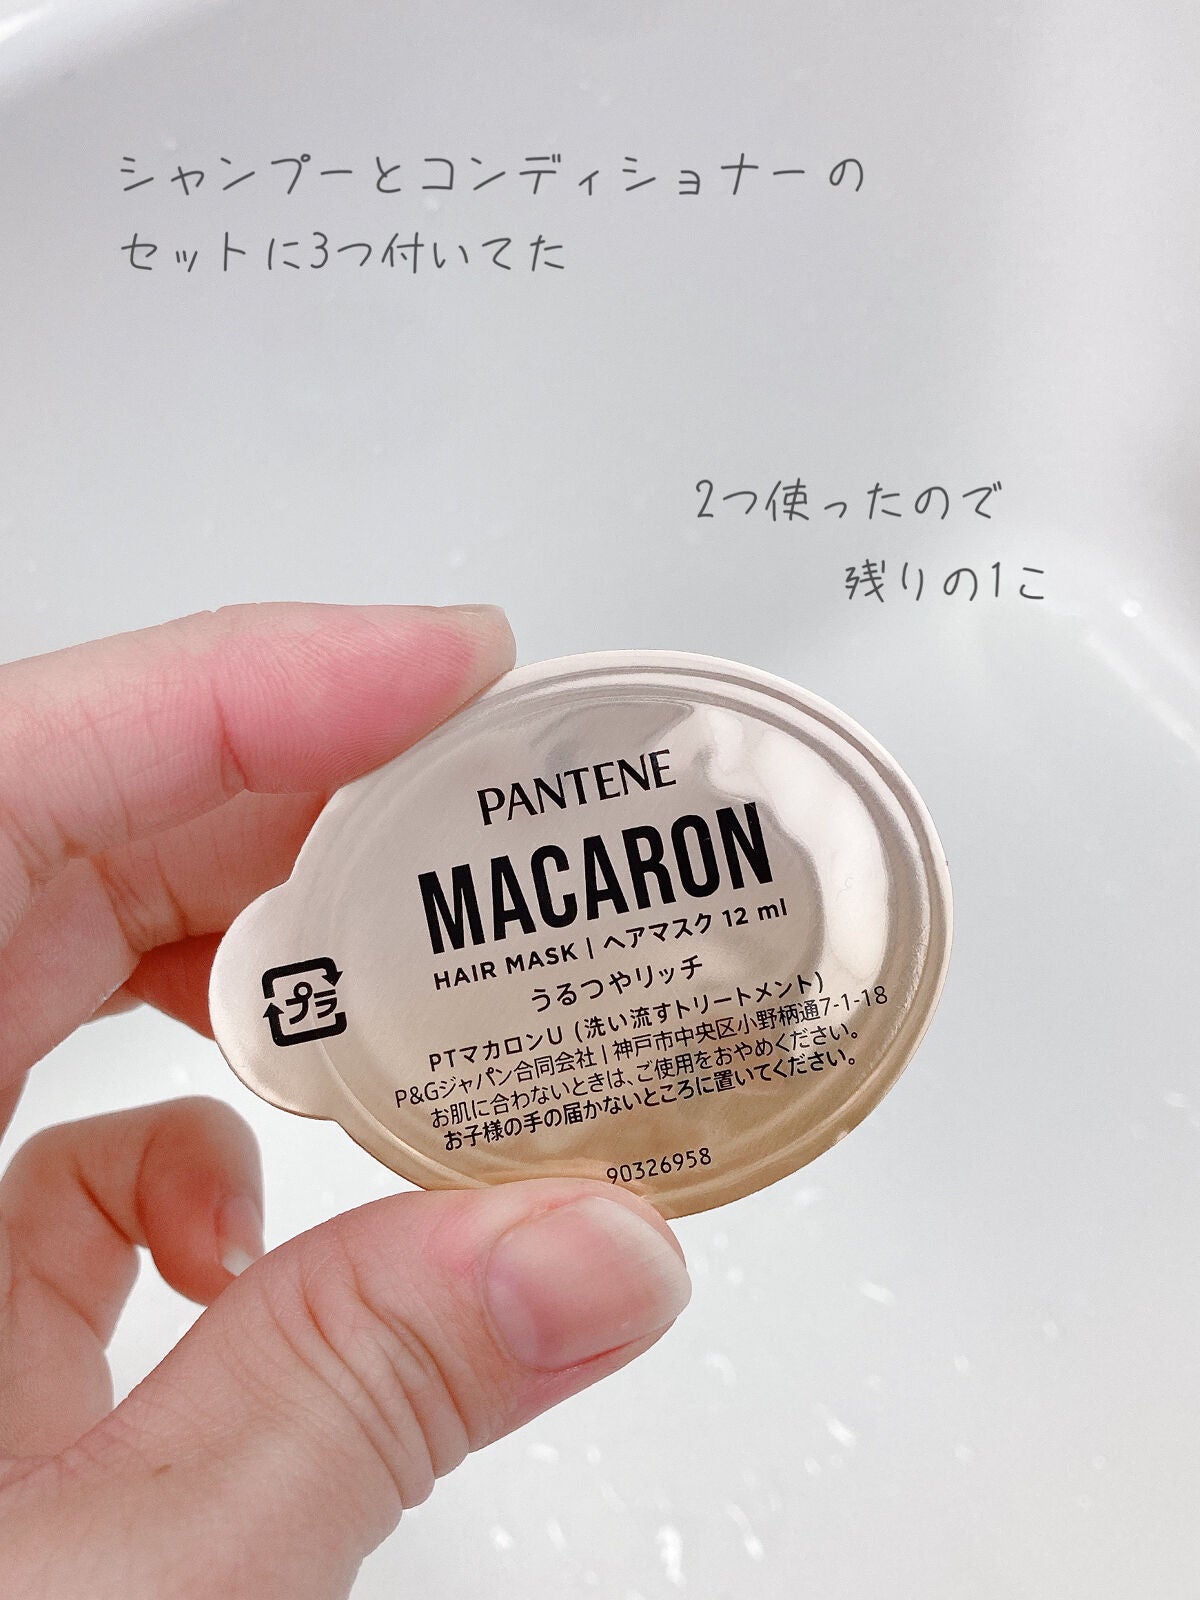 シャンプーとコンディショナーの
セットに3つ付いてた
2つ使ったので
残りの1こ
PANTENE
MACARON
HAIR MASK | ヘアマスク 12 ml
うるつやリッチ
プラ
PTマカロンU (洗い流すトリートメント)
P&Gジャパン合同会社 | 神戸市中央区小野柄通7-1-18
お肌に合わないときは、ご使用をおやめください。
お子様の手の届かないところに置いてください。
90326958